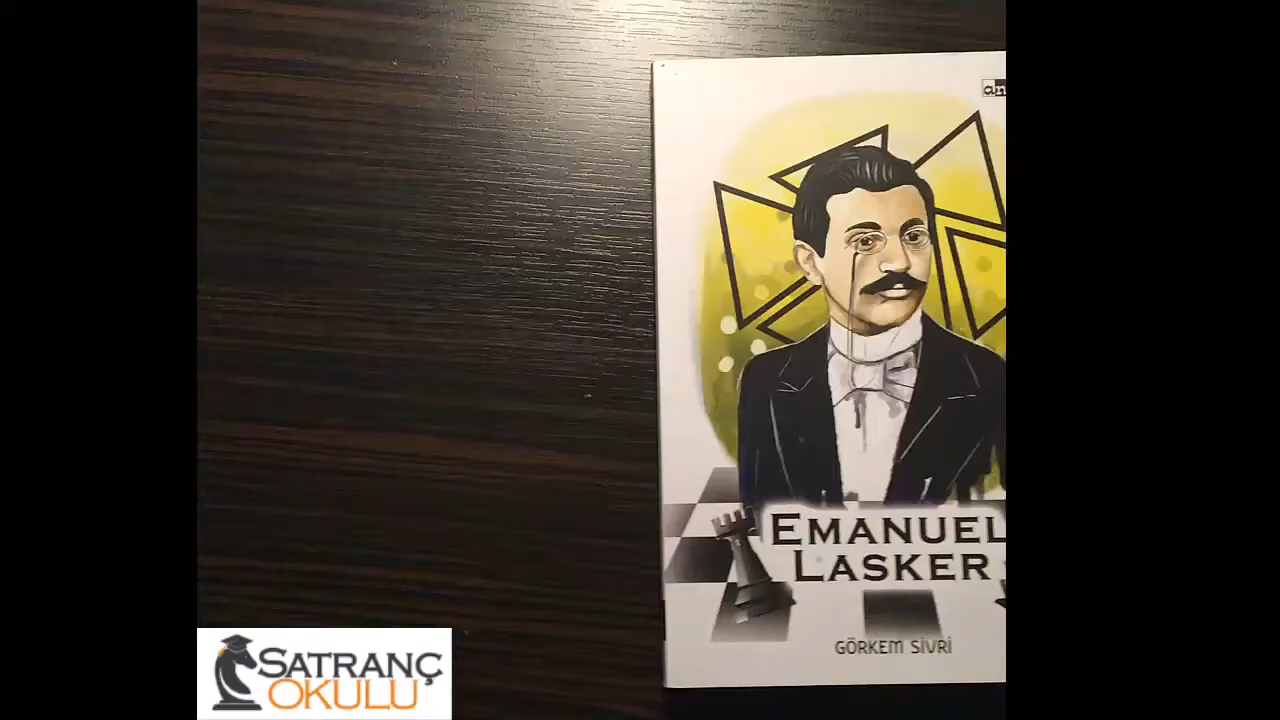 EMANUEL
LASKER
GÖRKEM SİVRİ
SATRANÇ
OKULU